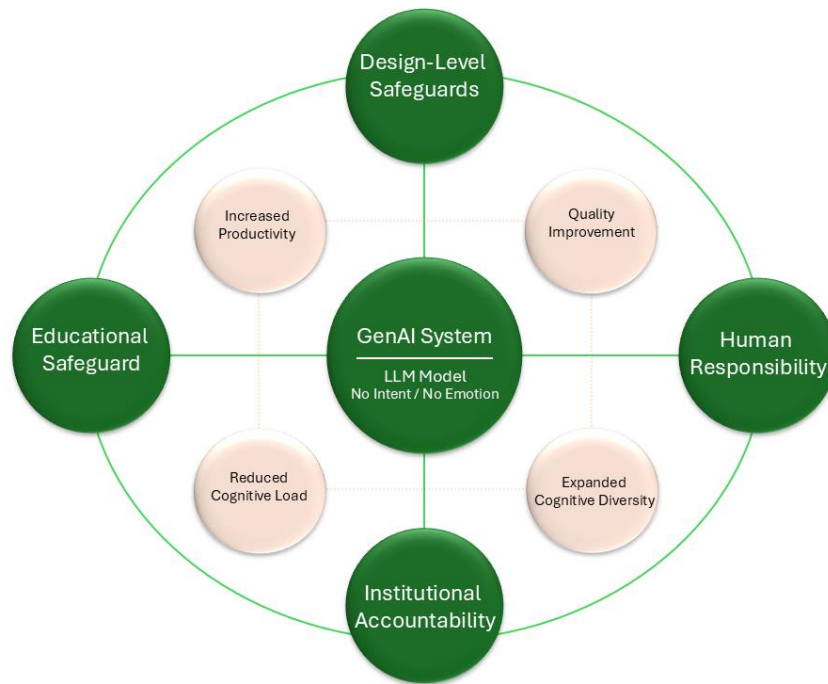 Design-Level
Safeguards
Increased
Productivity
Quality
Improvement
Educational
Safeguard
GenAI System
LLM Model
No Intent / No Emotion
Human
Responsibility
Reduced
Cognitive Load
Expanded
Cognitive Diversity
Institutional
Accountability